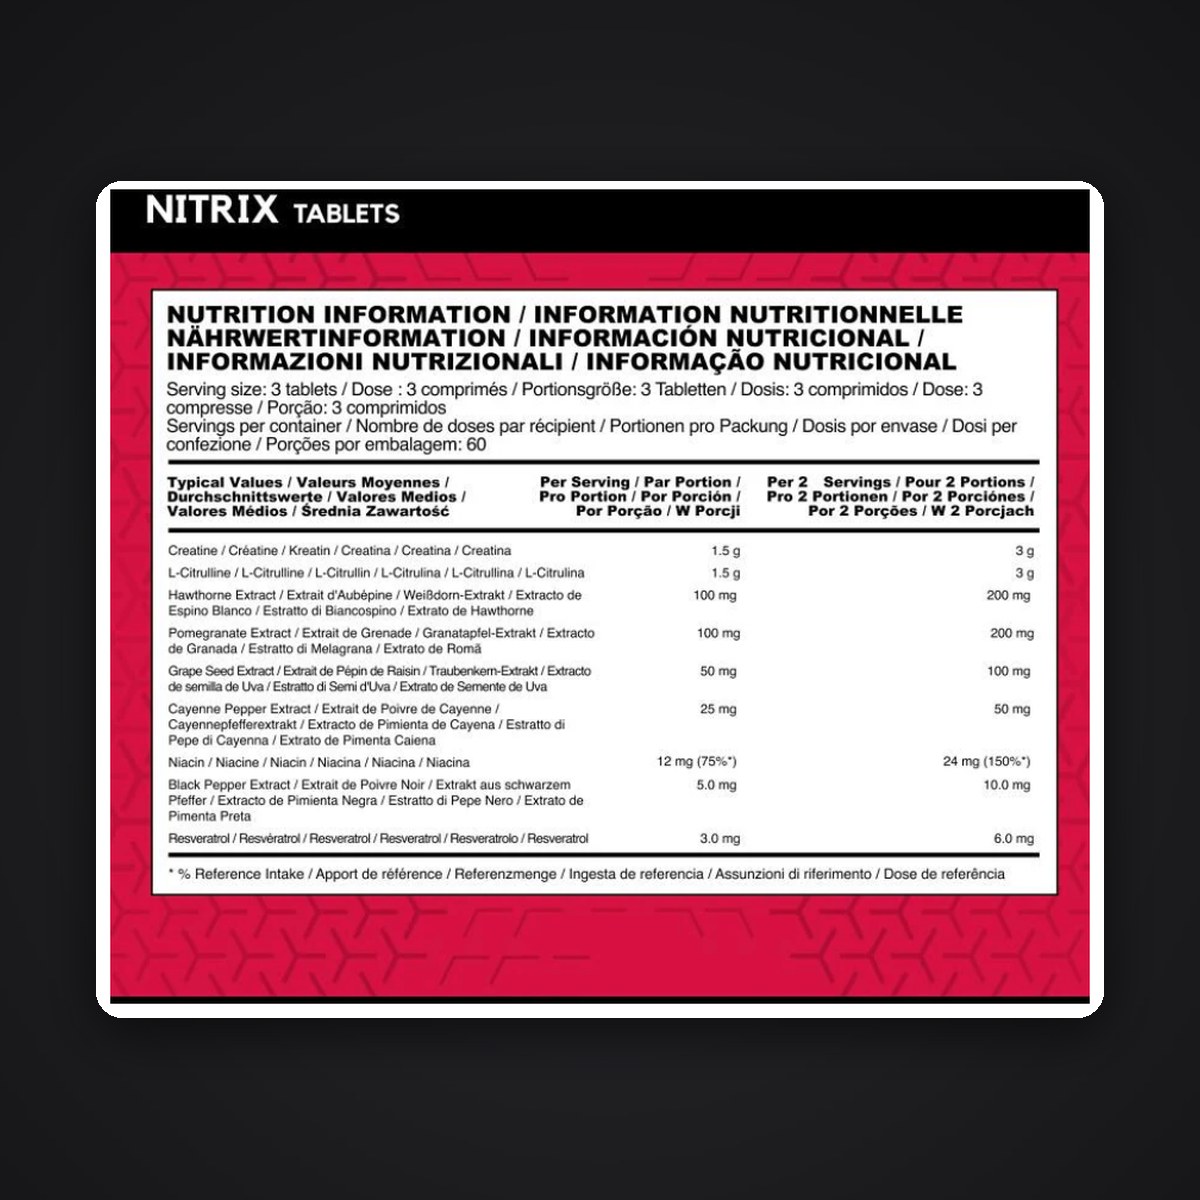 NITRIX TABLETS
NUTRITION INFORMATION / INFORMATION NUTRITIONNELLE
NÄHRWERTINFORMATION / INFORMACIÓN NUTRICIONAL /
INFORMAZIONI NUTRIZIONALI / INFORMAÇÃO NUTRICIONAL
Serving size: 3 tablets / Dose : 3 comprimés / Portionsgröße: 3 Tabletten / Dosis: 3 comprimidos / Dose: 3
compresse / Porção: 3 comprimidos
Servings per container / Nombre de doses par récipient / Portionen pro Packung / Dosis por envase / Dosi per
confezione / Porções por embalagem: 60
Typical Values / Valeurs Moyennes / Per Serving / Par Portion / Per 2 Servings / Pour 2 Portions /
Durchschnittswerte / Valores Medios / Pro Portion / Por Porción / Pro 2 Portionen / Por 2 Porciónes /
Valores Médios / Średnia Zawartość Por Porção / W Porcji Por 2 Porções / W 2 Porcjach
Creatine / Créatine / Kreatin / Creatina / Creatina / Creatina 1.5 g 3 g
L-Citrulline / L-Citrulline / L-Citrullin / L-Citrulina / L-Citrullina / L-Citrulina 1.5 g 3 g
Hawthorne Extract / Extrait d'Aubépine / Weißdorn-Extrakt / Extracto de 100 mg 200 mg
Espino Blanco / Estratto di Biancospino / Extrato de Hawthorne
Pomegranate Extract / Extrait de Grenade / Granatapfel-Extrakt / Extracto 100 mg 200 mg
de Granada / Estratto di Melagrana / Extrato de Romã
Grape Seed Extract / Extrait de Pépin de Raisin / Traubenkern-Extrakt / Extracto 50 mg 100 mg
de semilla de Uva / Estratto di Semi d'Uva / Extrato de Semente de Uva
Cayenne Pepper Extract / Extrait de Poivre de Cayenne / 25 mg 50 mg
Cayennepfefferextrakt / Extracto de Pimienta de Cayena / Estratto di
Pepe di Cayenna / Extrato de Pimenta Caiena
Niacin / Niacine / Niacin / Niacina / Niacina / Niacina 12 mg (75%*) 24 mg (150%*)
Black Pepper Extract / Extrait de Poivre Noir / Extrakt aus schwarzem 5.0 mg 10.0 mg
Pfeffer / Extracto de Pimienta Negra / Estratto di Pepe Nero / Extrato de
Pimenta Preta
Resveratrol / Resvératrol / Resveratrol / Resveratrol / Resveratrolo / Resveratrol 3.0 mg 6.0 mg
* % Reference Intake / Apport de référence / Referenzmenge / Ingesta de referencia / Assunzioni di riferimento / Dose de referência